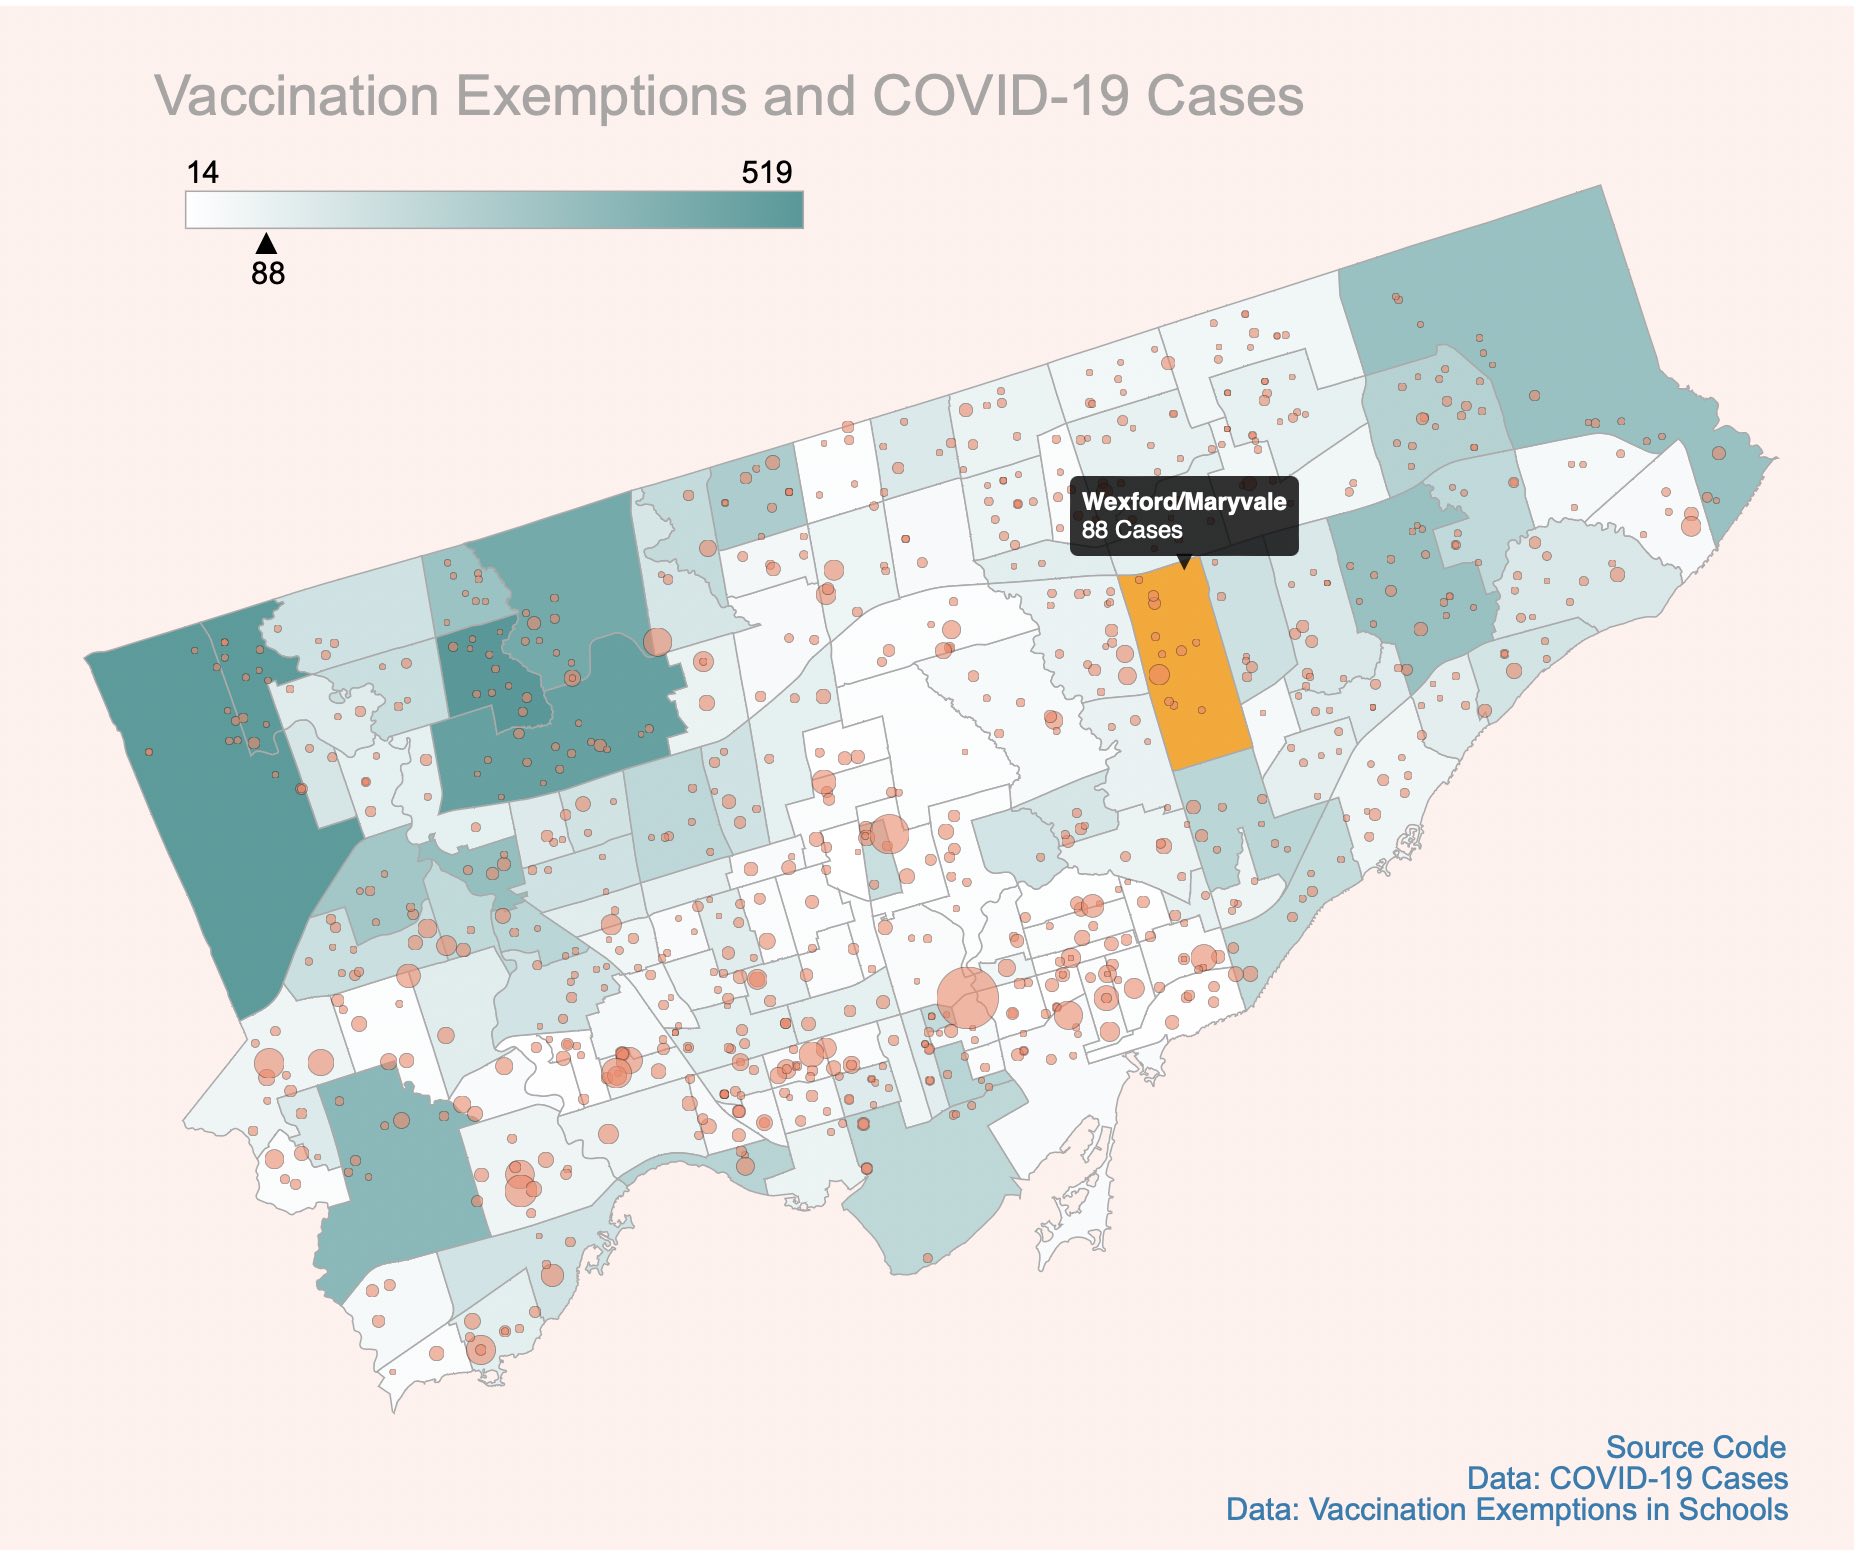 Vaccination Exemptions and COVID-19 Cases
14 519
88
Wexford/Maryvale
88 Cases
Source Code
Data: COVID-19 Cases
Data: Vaccination Exemptions in Schools